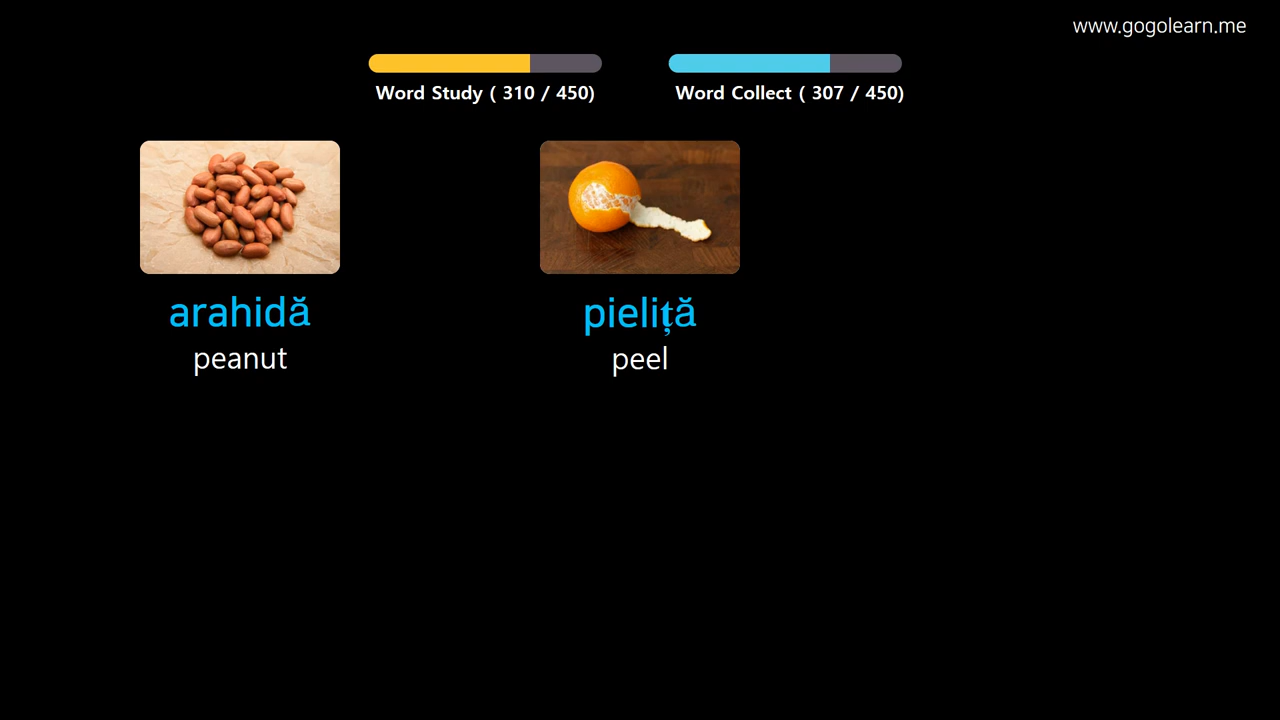 www.gogolearn.me
Word Study ( 310 / 450)
Word Collect ( 307 / 450)
arahidă
peanut
pieliță
peel